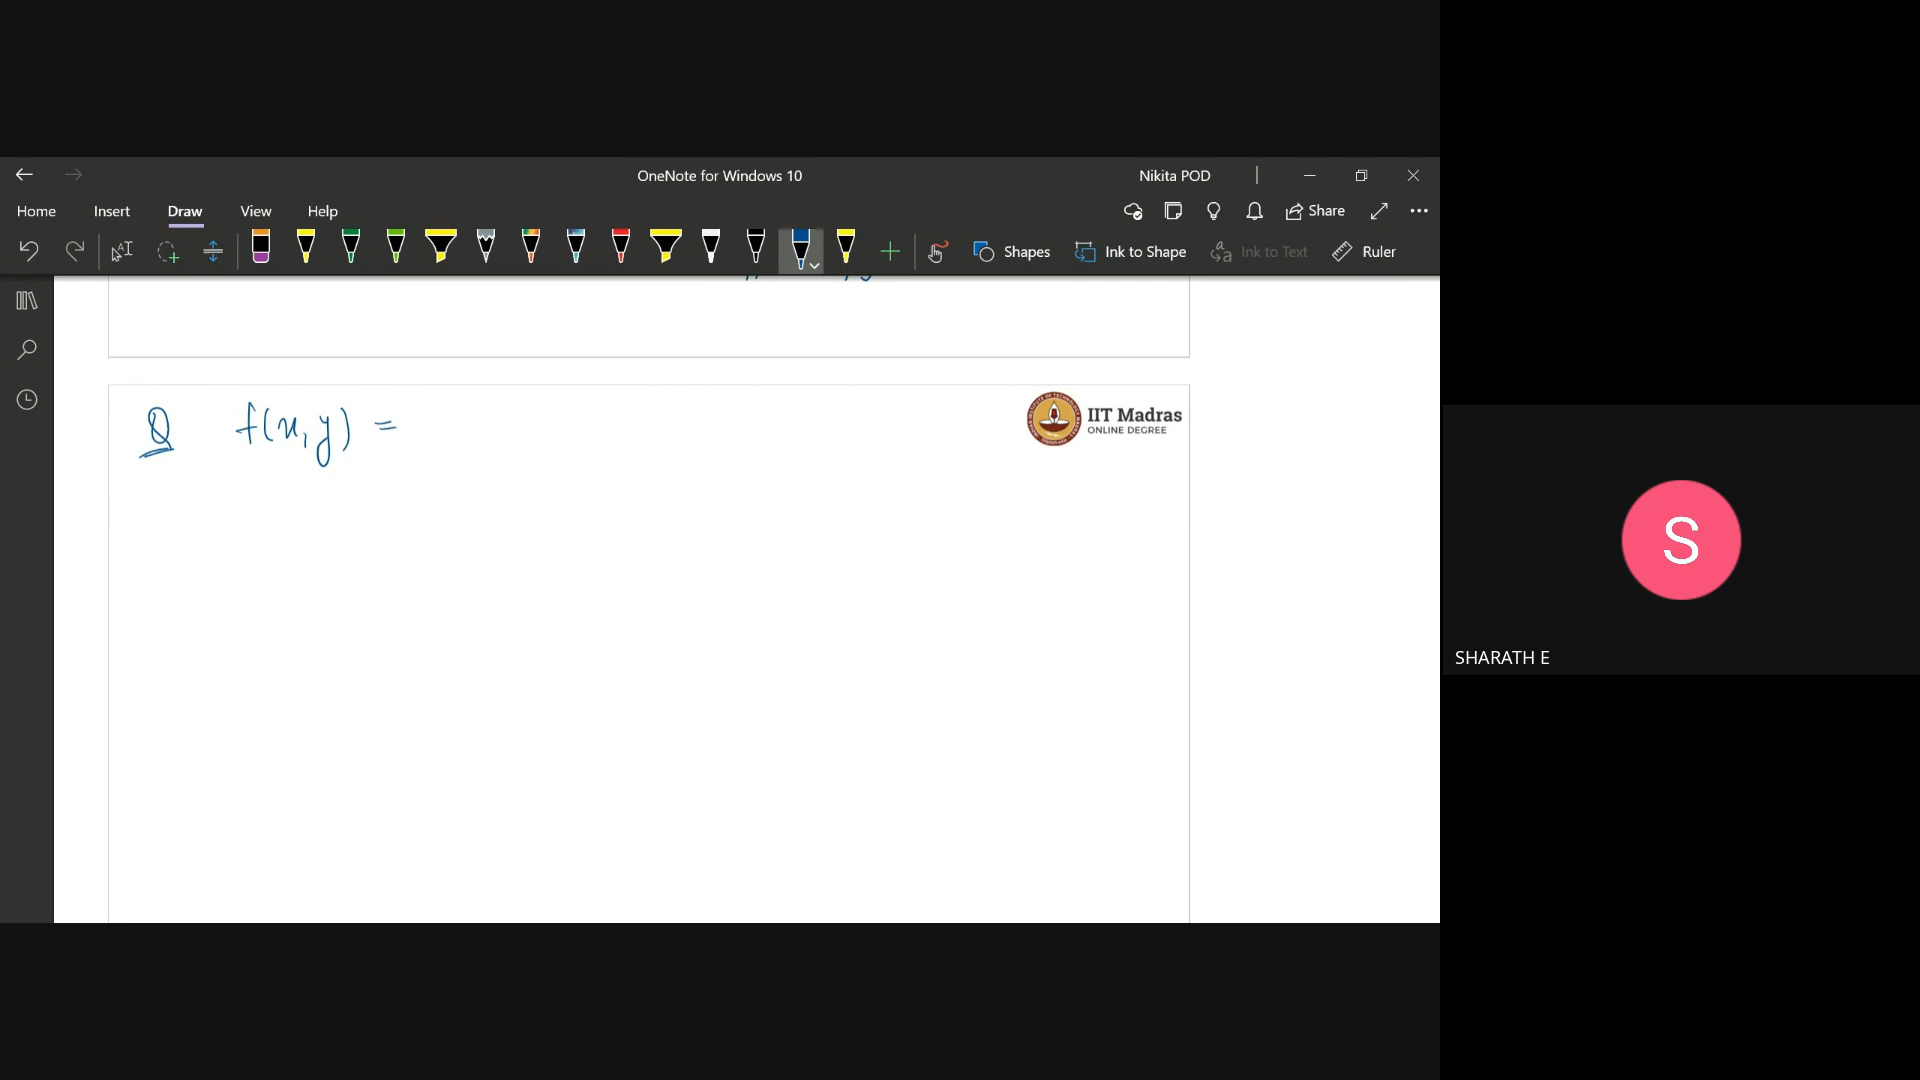 OneNote for Windows 10
Nikita POD
Home Insert Draw View Help
Share
Shapes
Ink to Shape
Ink to Text
Ruler
Q f(x,y) =
IIT Madras
ONLINE DEGREE
S
SHARATH E